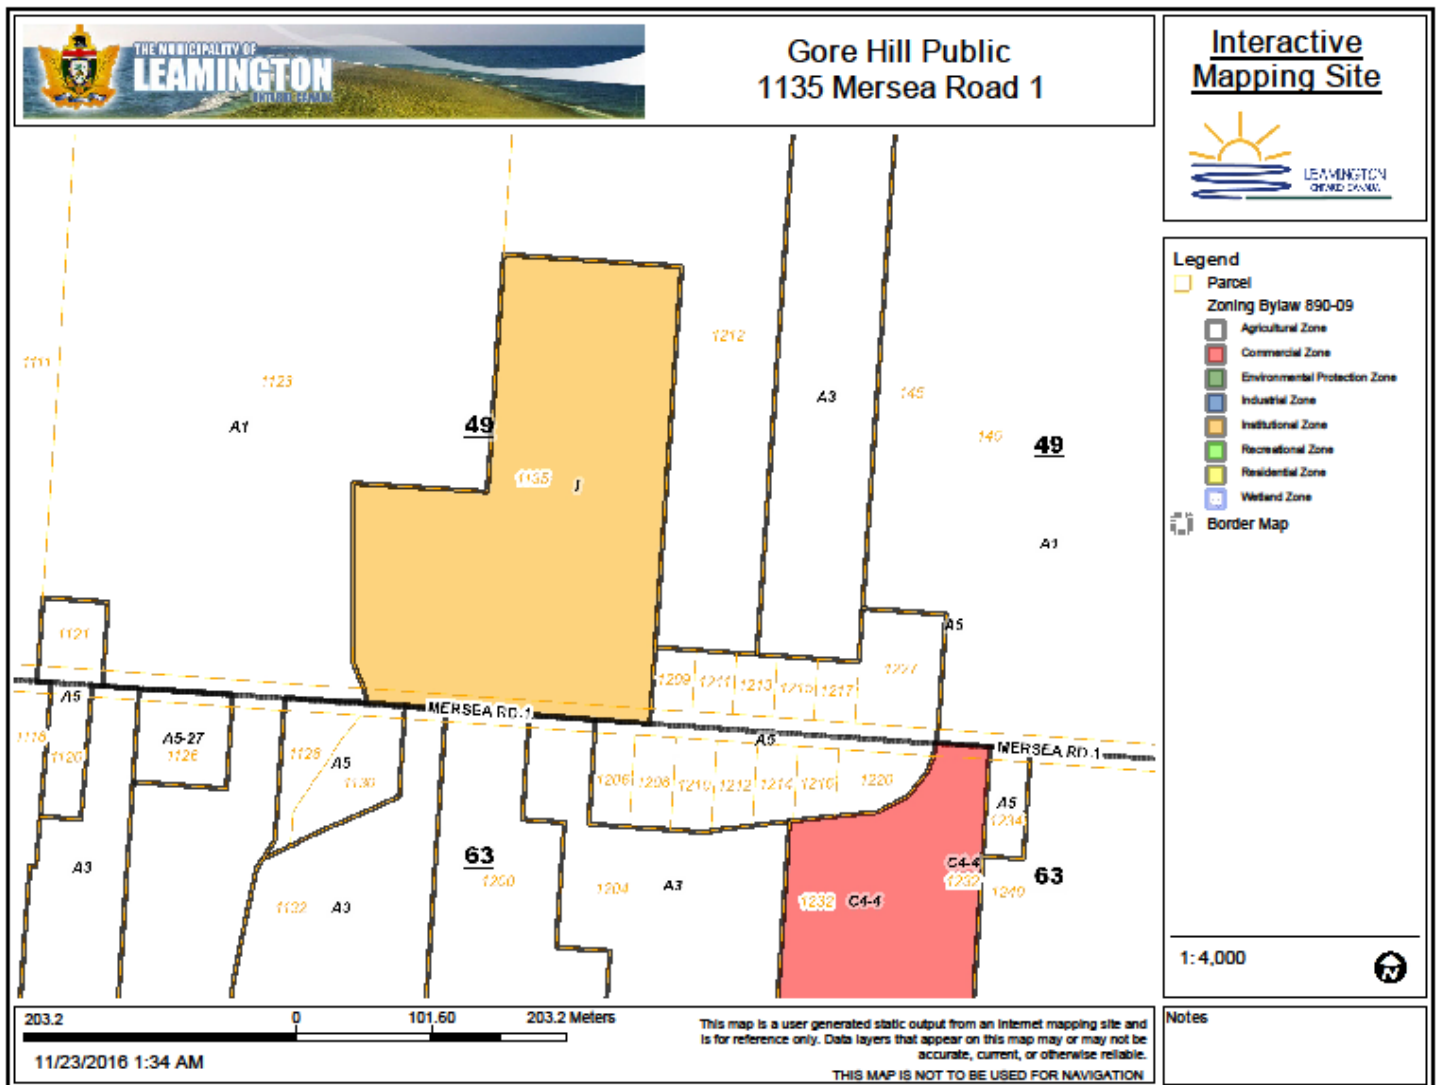 THE MUNICIPALITY OF
LEAMINGTON
ONTARIO CANADA
Gore Hill Public
1135 Mersea Road 1
Interactive
Mapping Site
LEAMINGTON
ONTARIO CANADA
Legend
Parcel
Zoning Bylaw 890-09
Agricultural Zone
Commercial Zone
Environmental Protection Zone
Industrial Zone
Institutional Zone
Recreational Zone
Residential Zone
Wetland Zone
Border Map
1: 4,000
N
Notes
1111
1123
A1
49
1135
I
1212
A3
145
149
49
A1
1121
A5
1227
1209 1211 1213 1215 1217
MERSEA RD. 1
A5
MERSEA RD. 1
A5
1118
1120
A5-27
1126
1128
A5
1130
1206 1208 1210 1212 1214 1216 1220
A5
1234
A3
63
1200
1204
A3
C4-4
1232
1232 C4-4
1240
63
1132 A3
203.2 0 101.60 203.2 Meters
11/23/2016 1:34 AM
This map is a user generated static output from an Internet mapping site and
is for reference only. Data layers that appear on this map may or may not be
accurate, current, or otherwise reliable.
THIS MAP IS NOT TO BE USED FOR NAVIGATION